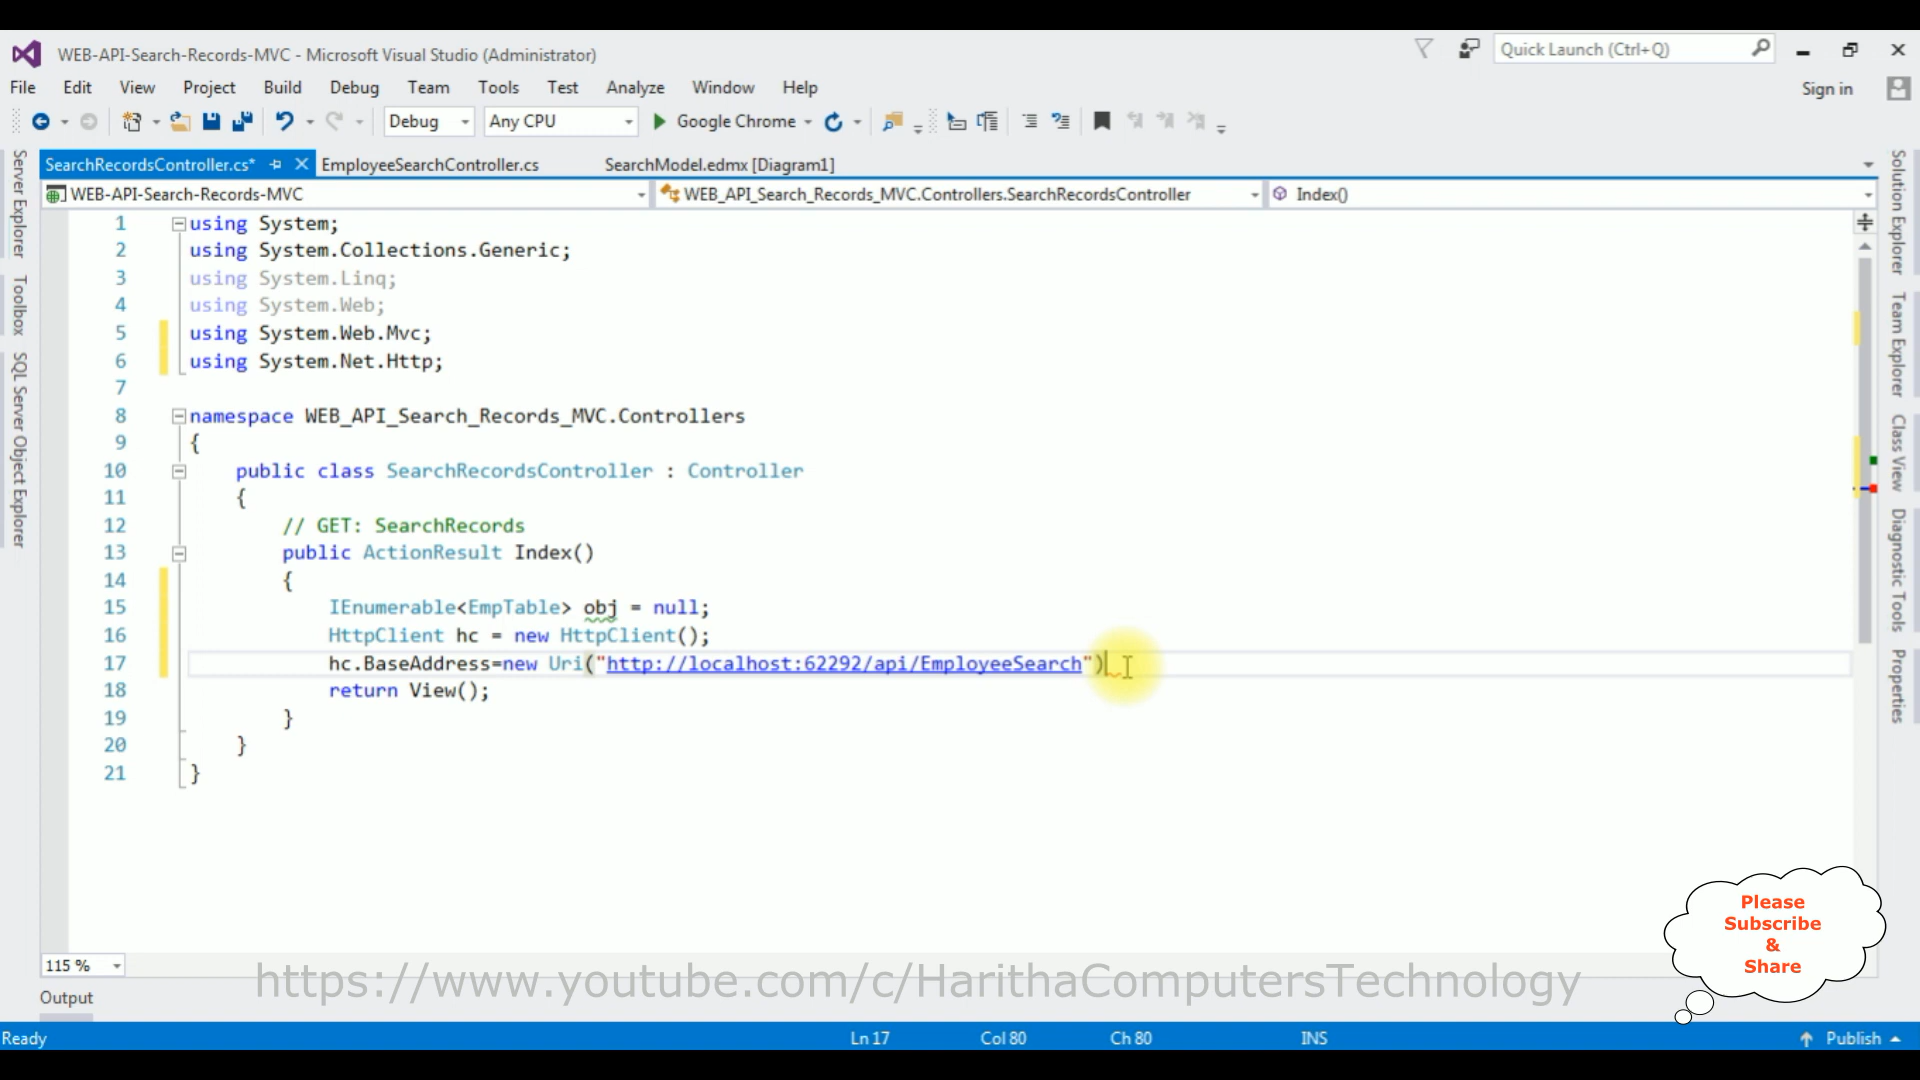 WEB-API-Search-Records-MVC - Microsoft Visual Studio (Administrator)
Quick Launch (Ctrl+Q)
File Edit View Project Build Debug Team Tools Test Analyze Window Help
Sign in
Debug Any CPU Google Chrome
SearchRecordsController.cs* EmployeeSearchController.cs SearchModel.edmx [Diagram1]
WEB-API-Search-Records-MVC WEB_API_Search_Records_MVC.Controllers.SearchRecordsController Index()
Server Explorer
Toolbox
SQL Server Object Explorer
1 using System;
2 using System.Collections.Generic;
3 using System.Linq;
4 using System.Web;
5 using System.Web.Mvc;
6 using System.Net.Http;
7
8 namespace WEB_API_Search_Records_MVC.Controllers
9 {
10 public class SearchRecordsController : Controller
11 {
12 // GET: SearchRecords
13 public ActionResult Index()
14 {
15 IEnumerable<EmpTable> obj = null;
16 HttpClient hc = new HttpClient();
17 hc.BaseAddress=new Uri("http://localhost:62292/api/EmployeeSearch")
18 return View();
19 }
20 }
21 }
Solution Explorer
Team Explorer
Class View
Diagnostic Tools
Properties
Please
Subscribe
&
Share
115 %
https://www.youtube.com/c/HarithaComputersTechnology
Output
Ready Ln 17 Col 80 Ch 80 INS Publish